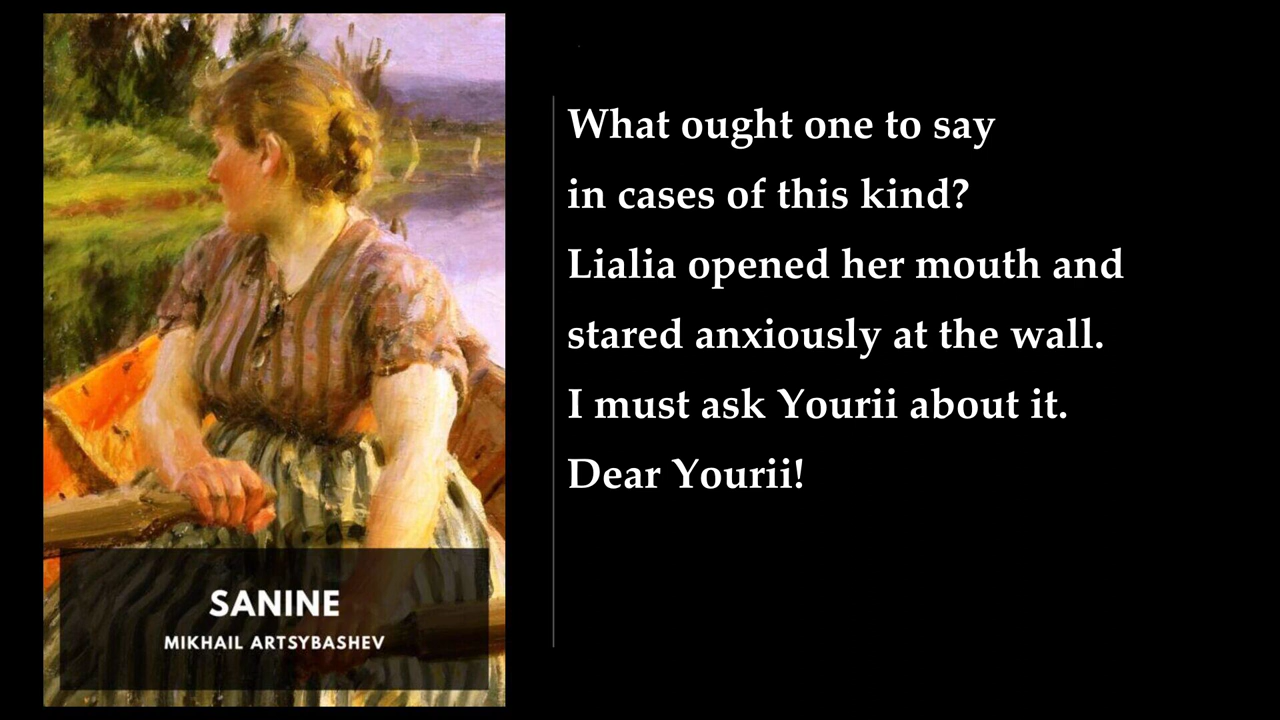 SANINE
MIKHAIL ARTSYBASHEV
What ought one to say
in cases of this kind?
Lialia opened her mouth and
stared anxiously at the wall.
I must ask Yourii about it.
Dear Yourii!